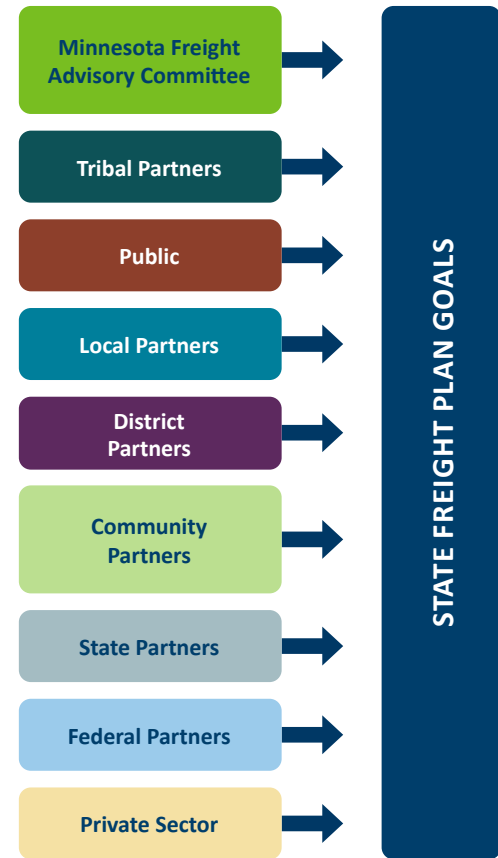 Minnesota Freight
Advisory Committee
Tribal Partners
Public
Local Partners
District
Partners
Community
Partners
State Partners
Federal Partners
Private Sector
STATE FREIGHT PLAN GOALS